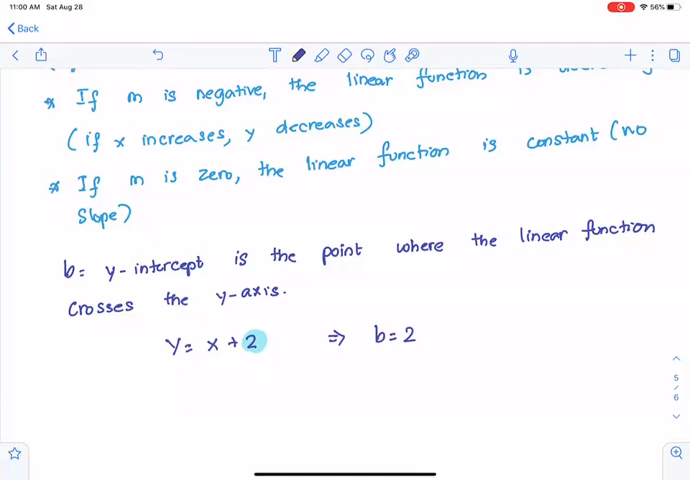 11:00 AM Sat Aug 28
56%
Back
T
* If m is negative, the linear function is
(if x increases, y decreases)
* If m is zero, the linear function is constant (no
slope)
b= y-intercept is the point where the linear function
crosses the y-axis.
y= x + 2 ⇒ b=2
5
/
6